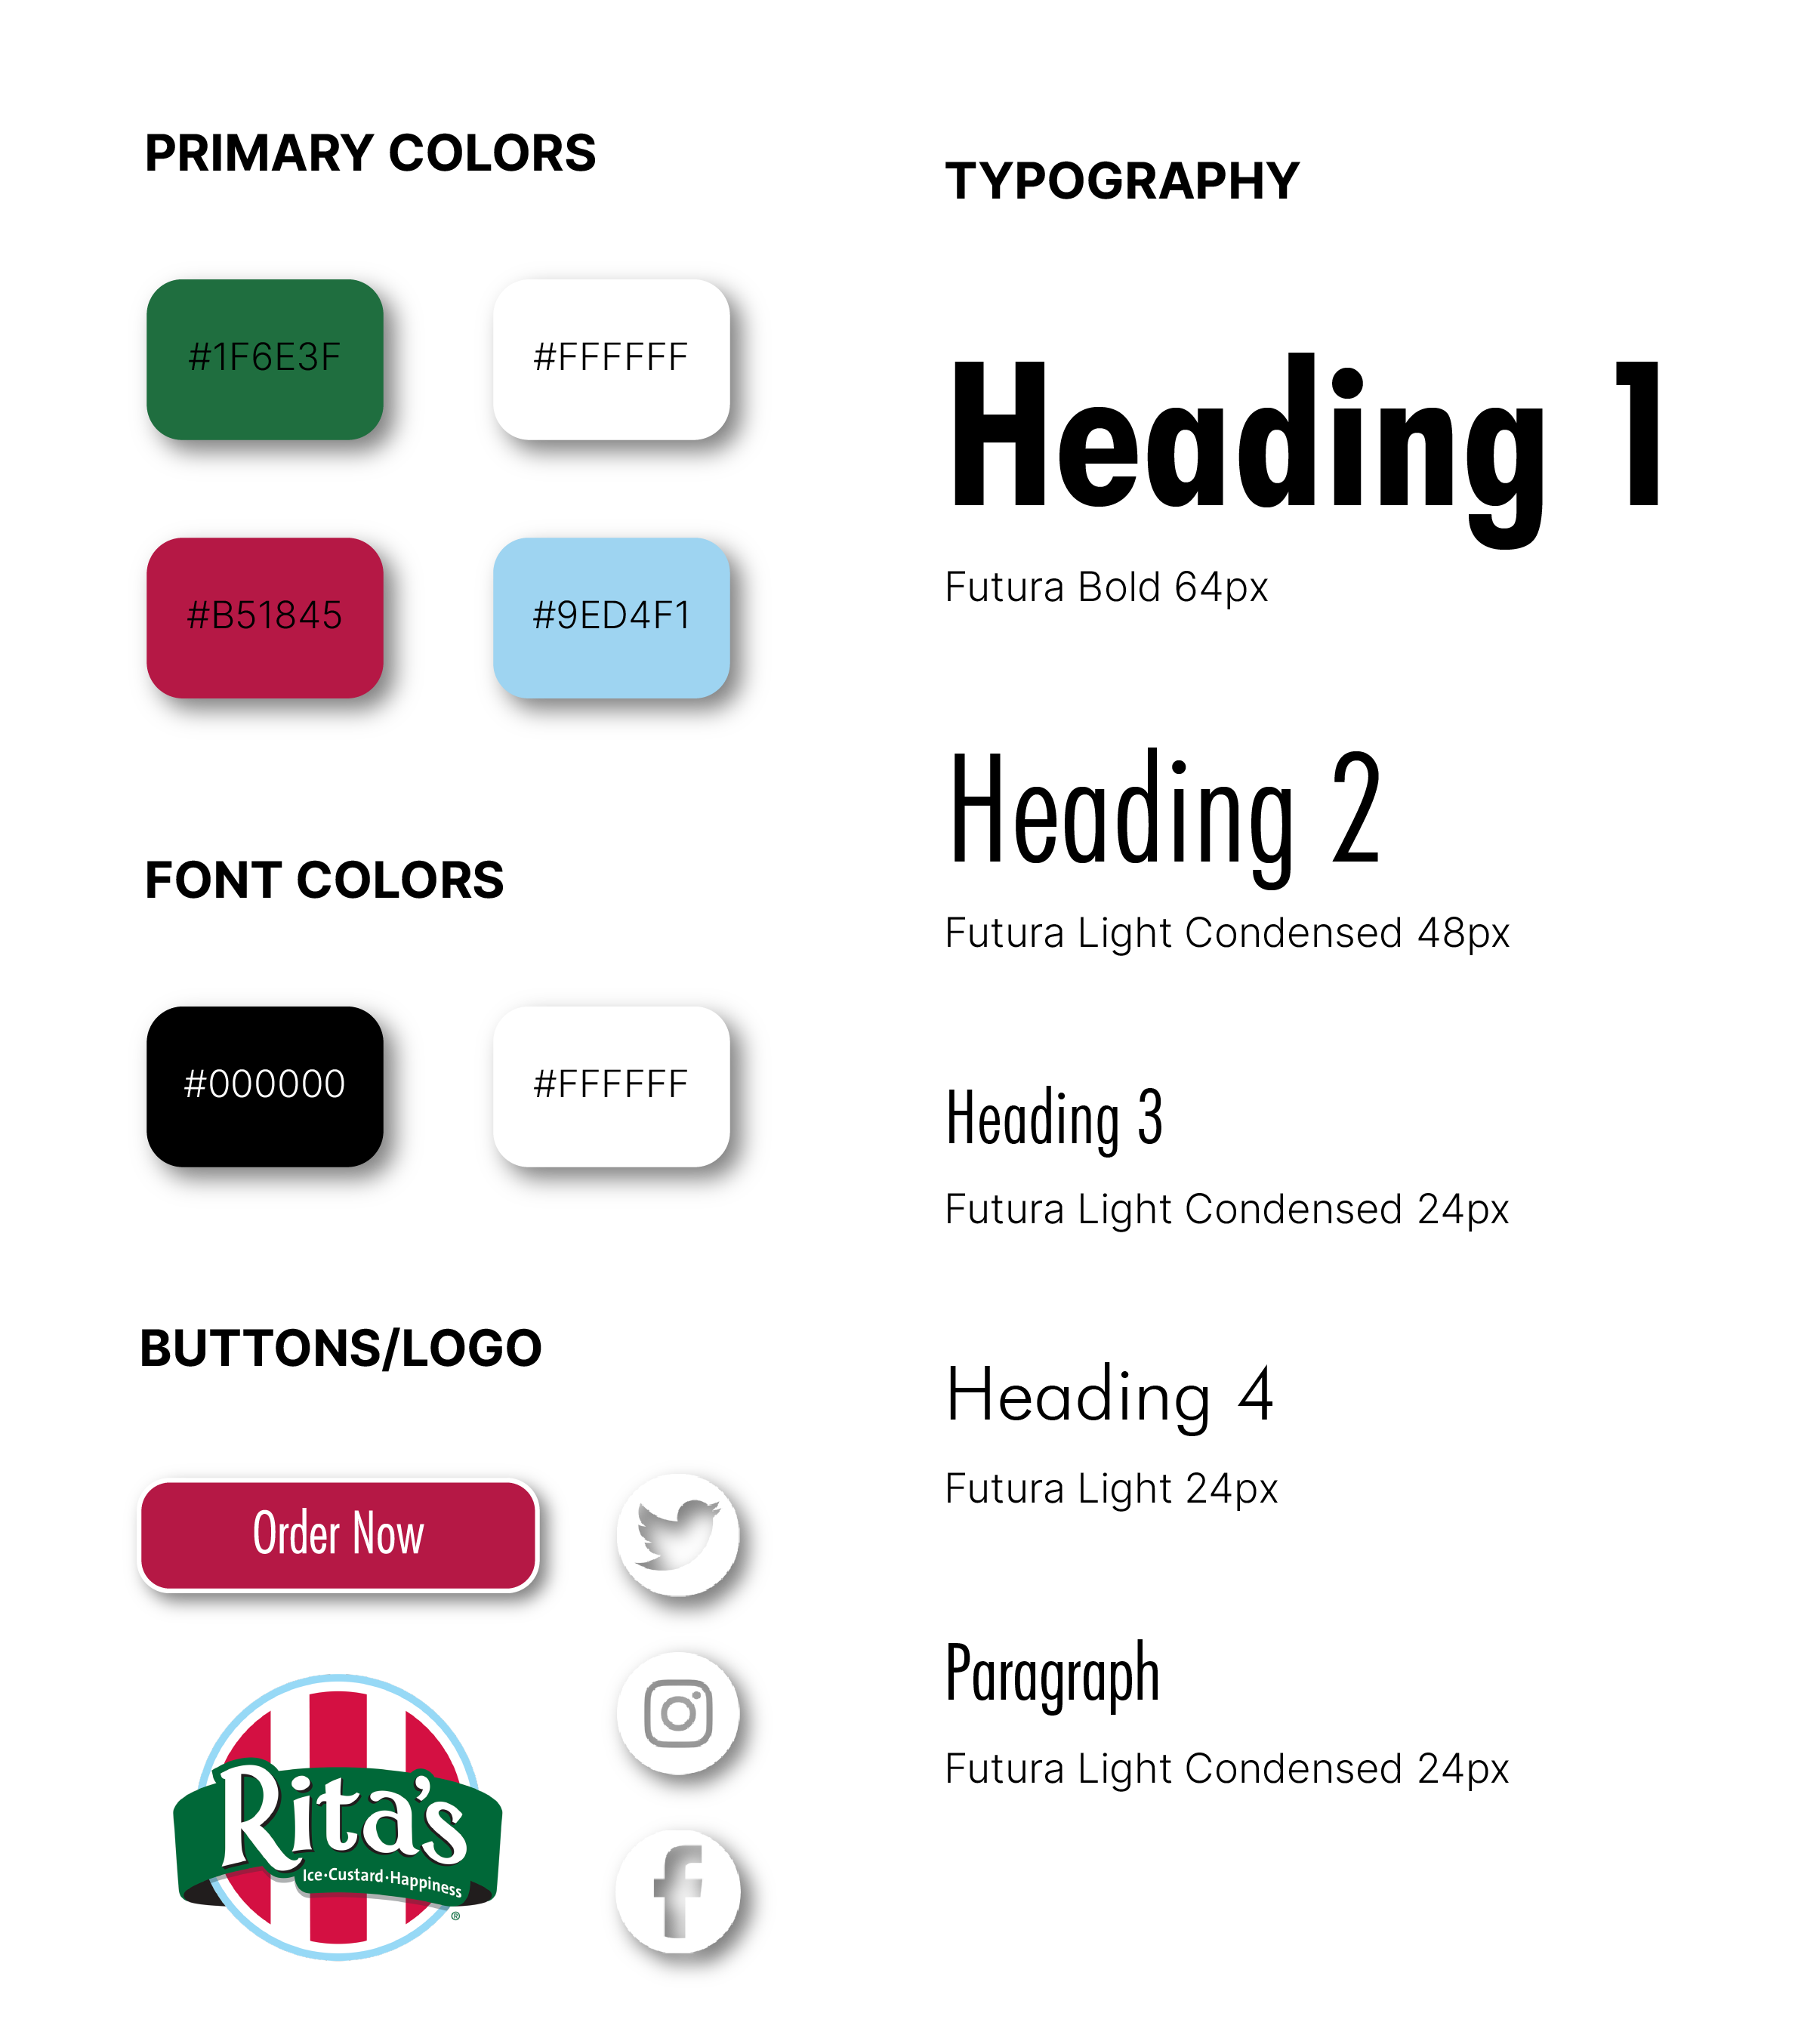 PRIMARY COLORS
#1F6E3F
#FFFFFF
#B51845
#9ED4F1
FONT COLORS
#000000
#FFFFFF
BUTTONS/LOGO
Order Now
Rita's
Ice·Custard·Happiness
®
TYPOGRAPHY
Heading 1
Futura Bold 64px
Heading 2
Futura Light Condensed 48px
Heading 3
Futura Light Condensed 24px
Heading 4
Futura Light 24px
Paragraph
Futura Light Condensed 24px